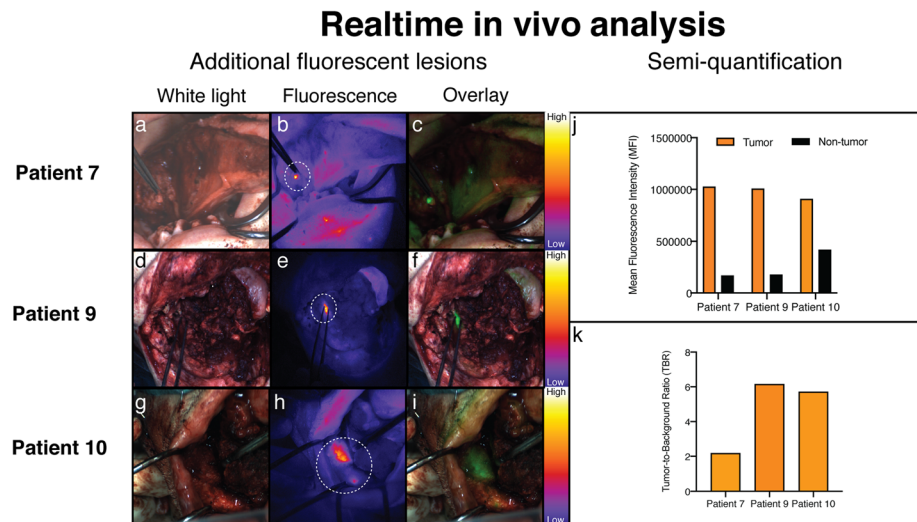 Realtime in vivo analysis
Additional fluorescent lesions
Semi-quantification
White light
Fluorescence
Overlay
Patient 7
a
b
c
High
Low
Patient 9
d
e
f
High
Low
Patient 10
g
h
i
High
Low
j
Mean Fluorescence Intensity (MFI)
1500000
1000000
500000
0
Tumor
Non-tumor
Patient 7 Patient 9 Patient 10
k
Tumor-to-Background Ratio (TBR)
8
6
4
2
0
Patient 7 Patient 9 Patient 10